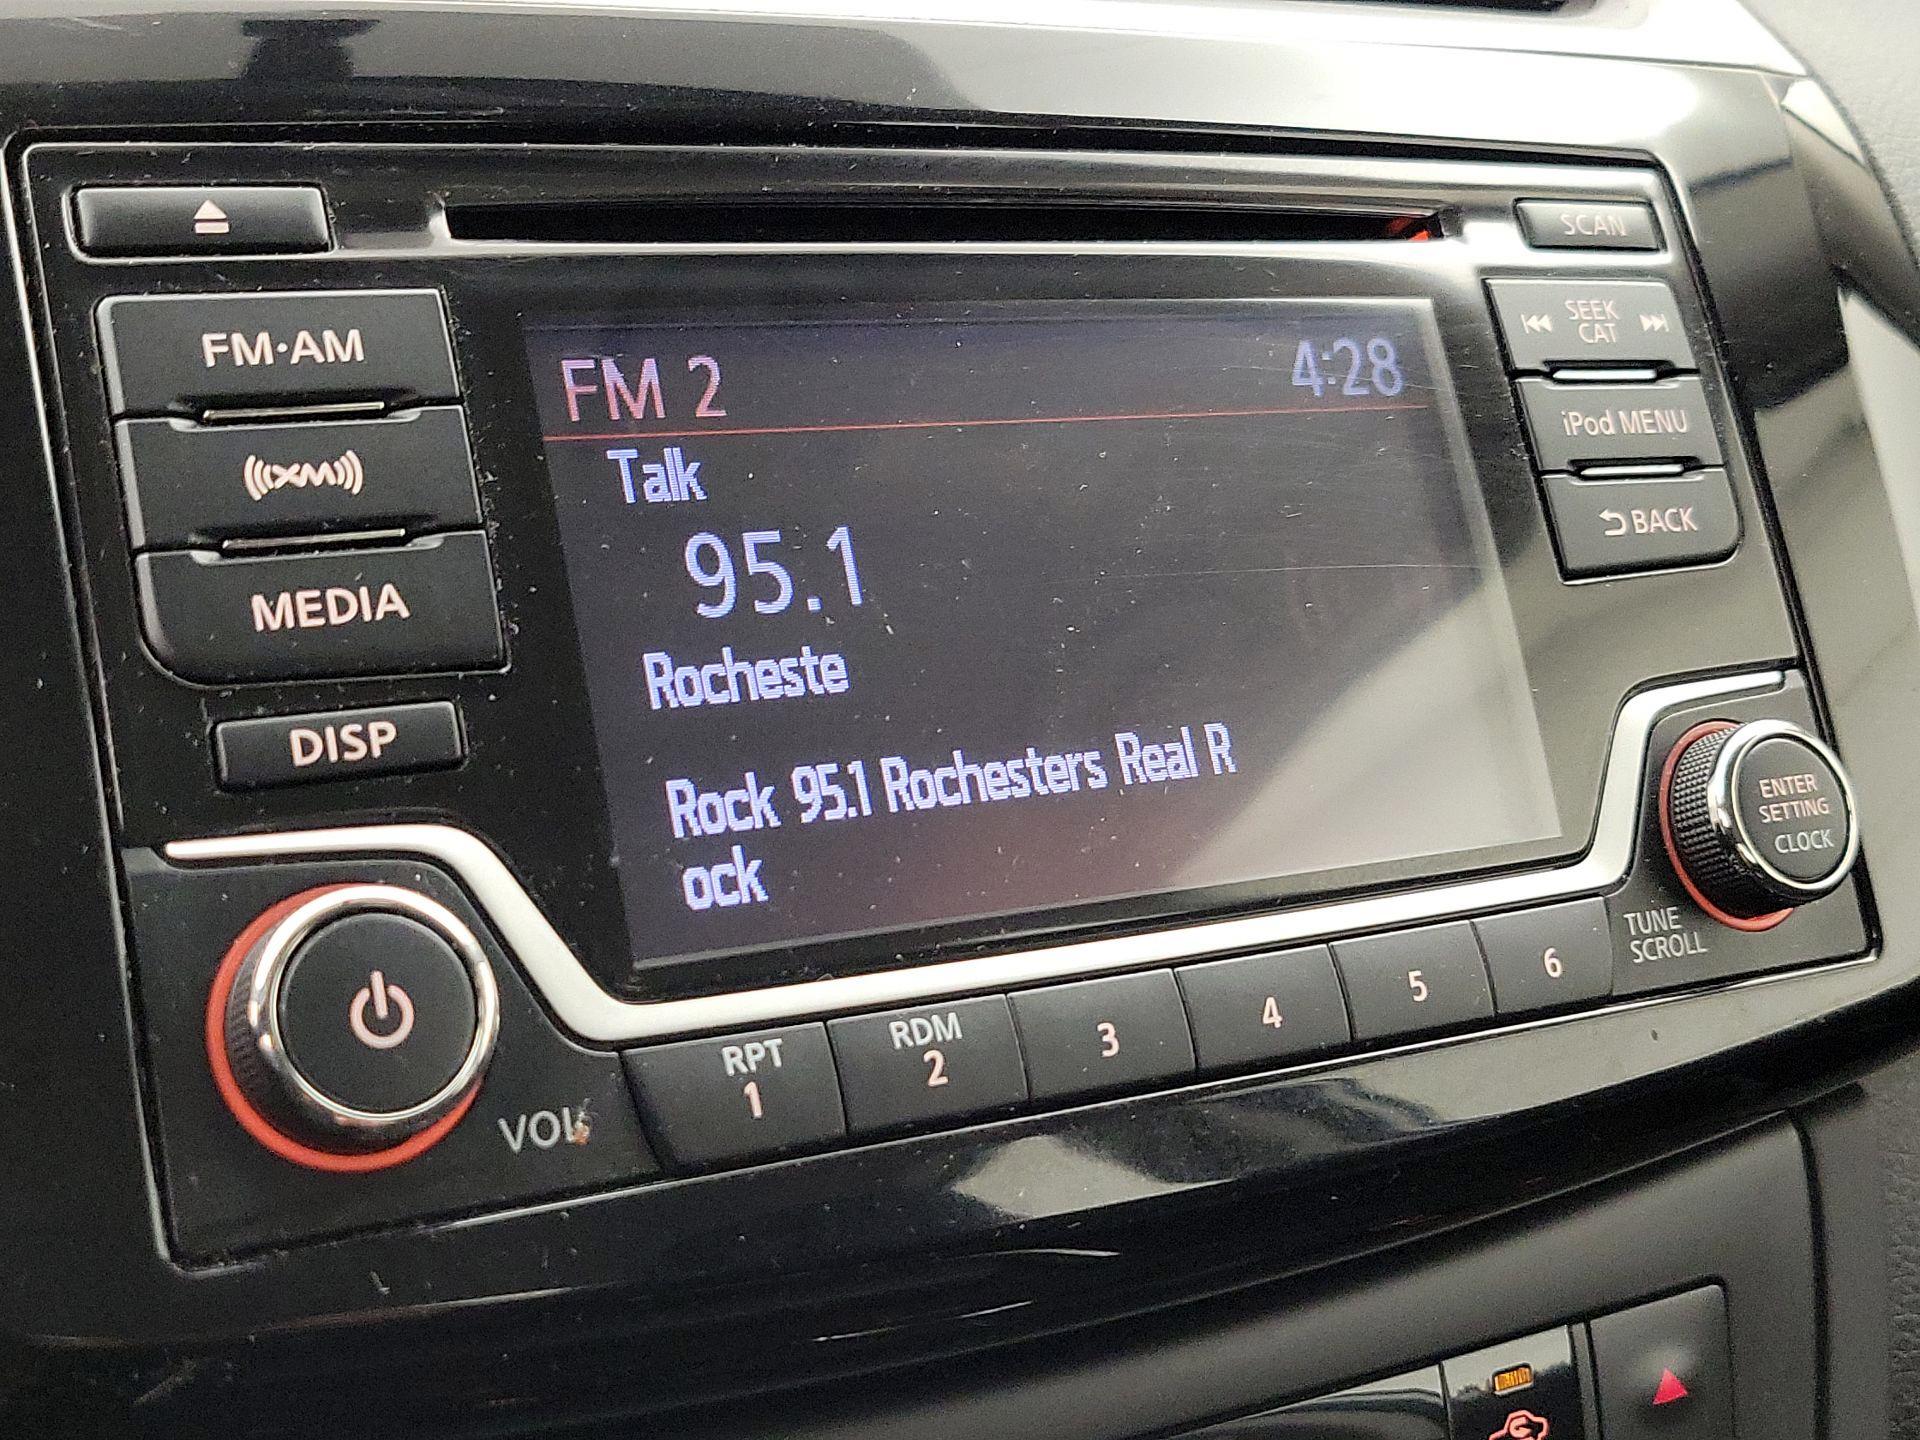 SCAN
FM·AM
SEEK
CAT
FM 2
4:28
XM
iPod MENU
Talk
BACK
95.1
MEDIA
Rocheste
DISP
Rock 95.1 Rochesters Real R
ock
ENTER
SETTING
CLOCK
TUNE
SCROLL
VOL
RPT
1
RDM
2
3
4
5
6